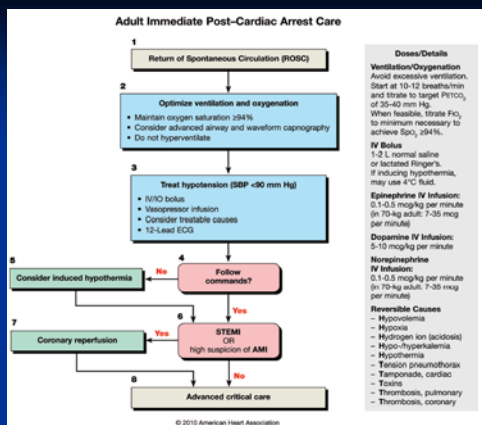 Adult Immediate Post–Cardiac Arrest Care
1
Return of Spontaneous Circulation (ROSC)
2
Optimize ventilation and oxygenation
• Maintain oxygen saturation ≥94%
• Consider advanced airway and waveform capnography
• Do not hyperventilate
3
Treat hypotension (SBP <90 mm Hg)
• IV/IO bolus
• Vasopressor infusion
• Consider treatable causes
• 12-Lead ECG
4
Follow
commands?
No
Yes
5
Consider induced hypothermia
6
STEMI
OR
high suspicion of AMI
Yes
No
7
Coronary reperfusion
8
Advanced critical care
© 2010 American Heart Association
Doses/Details
Ventilation/Oxygenation
Avoid excessive ventilation.
Start at 10-12 breaths/min
and titrate to target PETCO₂
of 35-40 mm Hg.
When feasible, titrate FIO₂
to minimum necessary to
achieve SpO₂ ≥94%.
IV Bolus
1-2 L normal saline
or lactated Ringer's.
If inducing hypothermia,
may use 4°C fluid.
Epinephrine IV Infusion:
0.1-0.5 mcg/kg per minute
(in 70-kg adult: 7-35 mcg
per minute)
Dopamine IV Infusion:
5-10 mcg/kg per minute
Norepinephrine
IV Infusion:
0.1-0.5 mcg/kg per minute
(in 70-kg adult: 7-35 mcg
per minute)
Reversible Causes
– Hypovolemia
– Hypoxia
– Hydrogen ion (acidosis)
– Hypo-/hyperkalemia
– Hypothermia
– Tension pneumothorax
– Tamponade, cardiac
– Toxins
– Thrombosis, pulmonary
– Thrombosis, coronary